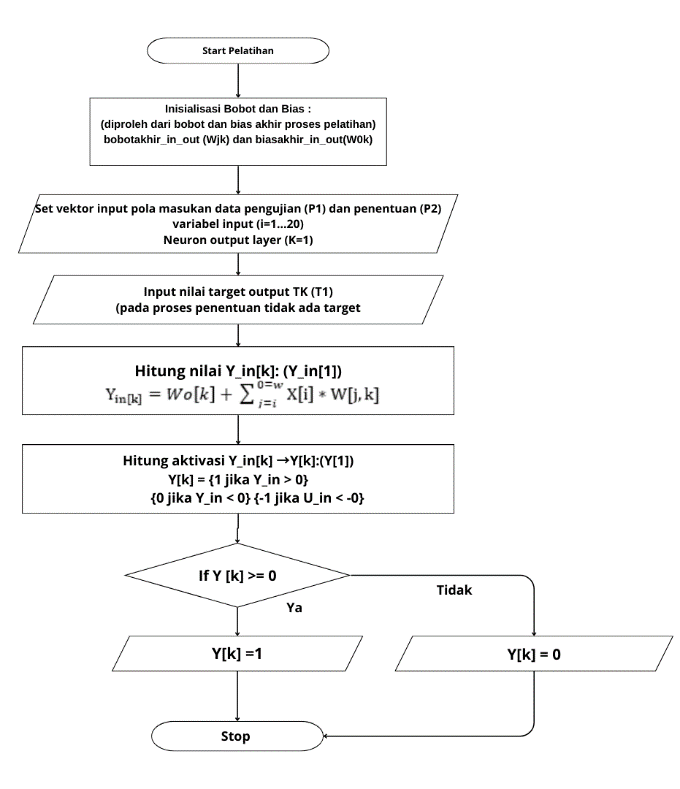 Start Pelatihan
Inisialisasi Bobot dan Bias :
(diproleh dari bobot dan bias akhir proses pelatihan)
bobotakhir_in_out (Wjk) dan biasakhir_in_out(W0k)
Set vektor input pola masukan data pengujian (P1) dan penentuan (P2)
variabel input (i=1...20)
Neuron output layer (K=1)
Input nilai target output TK (T1)
(pada proses penentuan tidak ada target
Hitung nilai Y_in[k]: (Y_in[1])
Y_in[k] = Wo[k] + ∑_{i=i}^{0=w} X[i] * W[j,k]
Hitung aktivasi Y_in[k] →Y[k]:(Y[1])
Y[k] = {1 jika Y_in > 0}
{0 jika Y_in < 0} {-1 jika U_in < -0}
If Y [k] >= 0
Tidak
Ya
Y[k] =1
Y[k] = 0
Stop